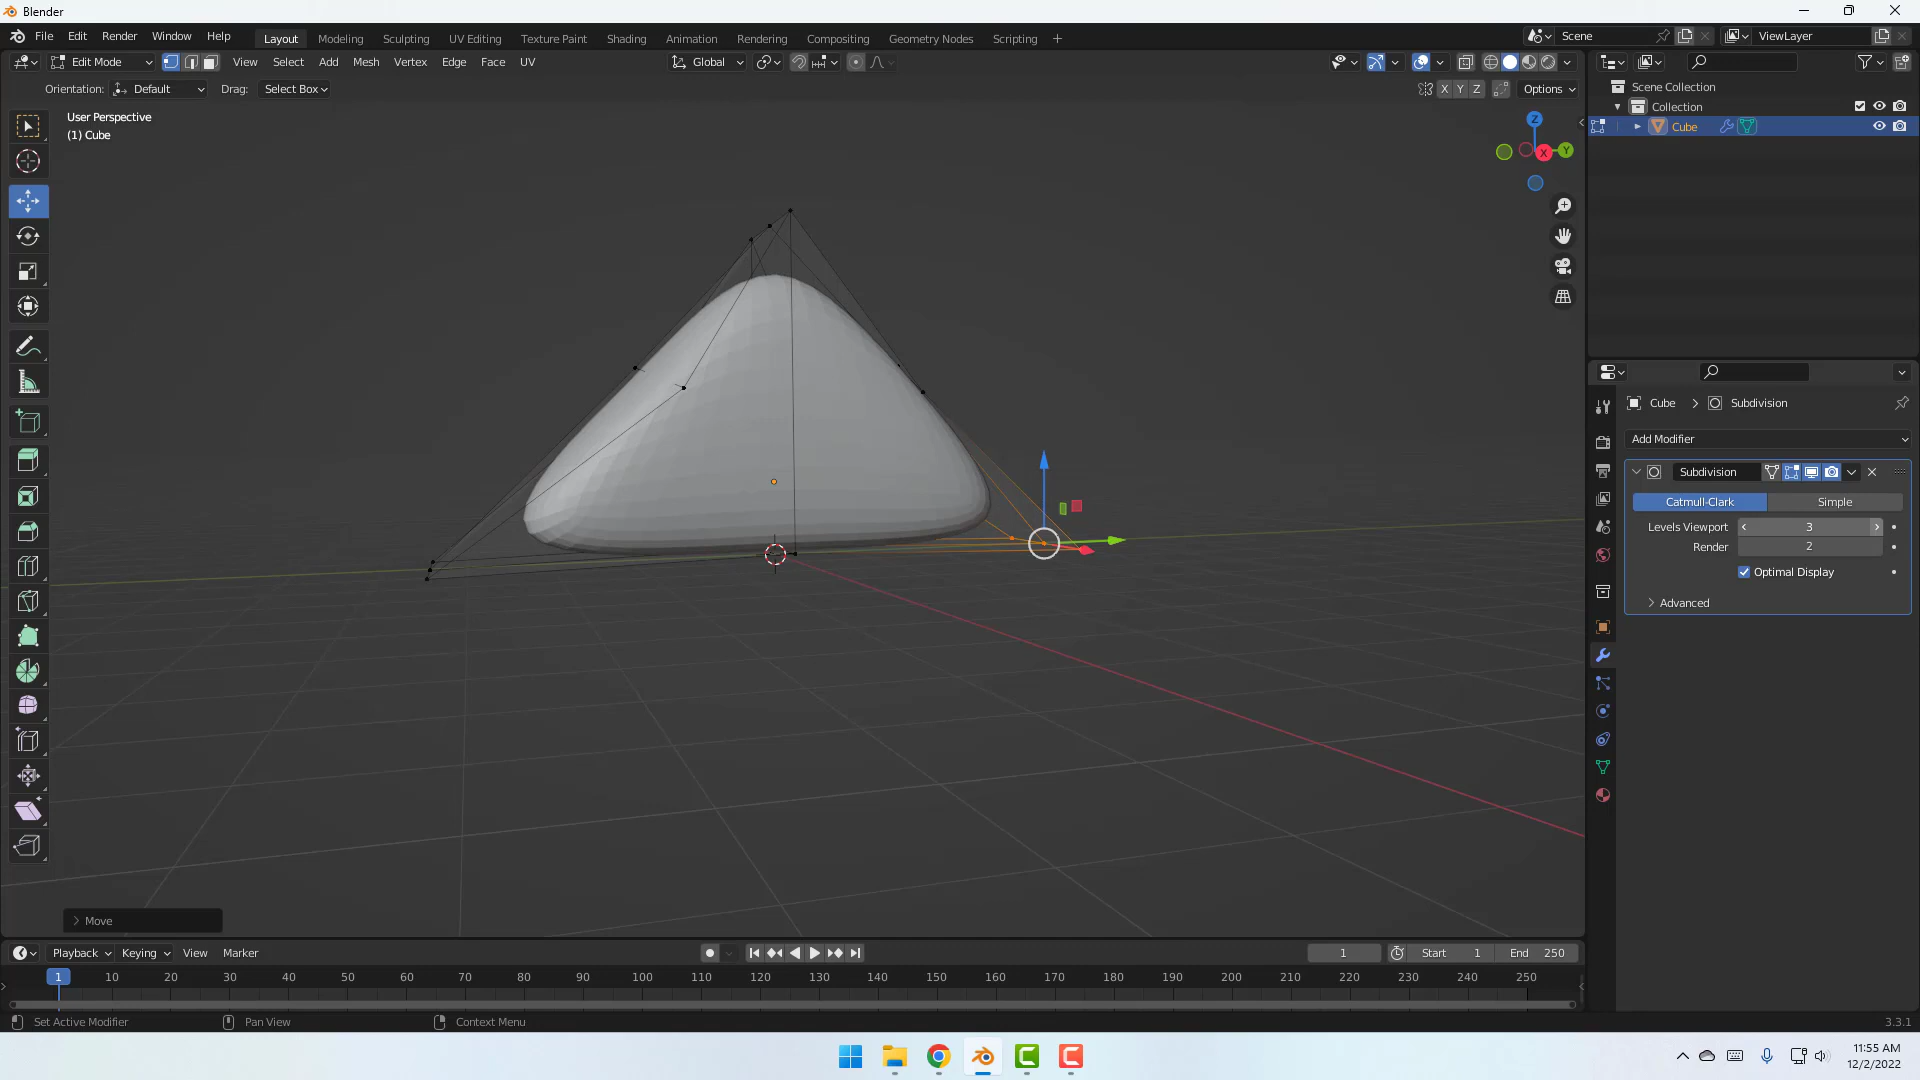 Blender
File Edit Render Window Help Layout Modeling Sculpting UV Editing Texture Paint Shading Animation Rendering Compositing Geometry Nodes Scripting + Scene ViewLayer
Edit Mode View Select Add Mesh Vertex Edge Face UV Global
Orientation: Default Drag: Select Box X Y Z Options
User Perspective
(1) Cube
Z
X Y
Scene Collection
Collection
Cube
Cube > Subdivision
Add Modifier
Subdivision
Catmull-Clark Simple
Levels Viewport 3
Render 2
Optimal Display
Advanced
Move
Playback Keying View Marker 1 Start 1 End 250
1 10 20 30 40 50 60 70 80 90 100 110 120 130 140 150 160 170 180 190 200 210 220 230 240 250
Set Active Modifier Pan View Context Menu 3.3.1
11:55 AM
12/2/2022